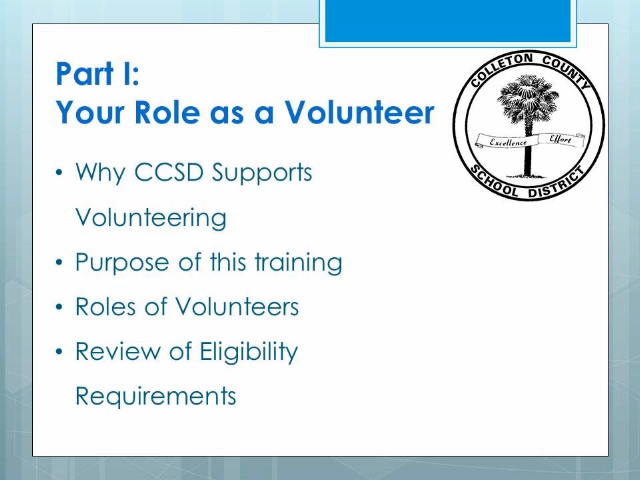 Part I:
Your Role as a Volunteer
COLLETON COUNTY
Excellence Effort
SCHOOL DISTRICT
• Why CCSD Supports
Volunteering
• Purpose of this training
• Roles of Volunteers
• Review of Eligibility
Requirements